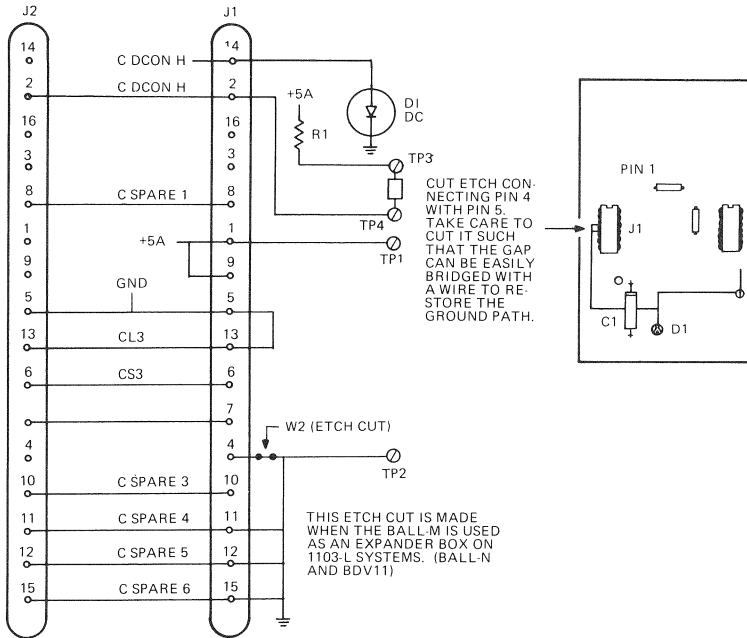 J2
J1
14
14
C DCON H
2
C DCON H
2
+5A
D1
DC
16
16
R1
3
3
TP3
8
C SPARE 1
8
TP4
1
+5A
1
TP1
9
9
GND
5
5
13
CL3
13
6
CS3
6
7
W2 (ETCH CUT)
4
4
TP2
10
C SPARE 3
10
11
C SPARE 4
11
12
C SPARE 5
12
15
C SPARE 6
15
CUT ETCH CON-
NECTING PIN 4
WITH PIN 5.
TAKE CARE TO
CUT IT SUCH
THAT THE GAP
CAN BE EASILY
BRIDGED WITH
A WIRE TO RE-
STORE THE
GROUND PATH.
PIN 1
J1
C1
D1
THIS ETCH CUT IS MADE
WHEN THE BALL-M IS USED
AS AN EXPANDER BOX ON
1103-L SYSTEMS. (BALL-N
AND BDV11)